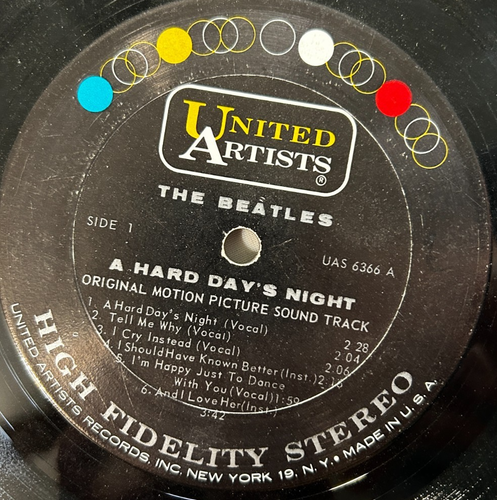 UNITED
ARTISTS
®
THE BEATLES
SIDE 1
UAS 6366 A
A HARD DAY'S NIGHT
ORIGINAL MOTION PICTURE SOUND TRACK
1. A Hard Day's Night (Vocal) 2 28
2. Tell Me Why (Vocal) 2 04
3. I Cry Instead (Vocal) 2.06
4. I Should Have Known Better (Inst.) 2:16
5. I'm Happy Just To Dance
With You (Vocal) 1:59
6. And I Love Her (Inst.)
3:42
HIGH FIDELITY STEREO
UNITED ARTISTS RECORDS, INC. NEW YORK 19, N.Y. • MADE IN U.S.A.